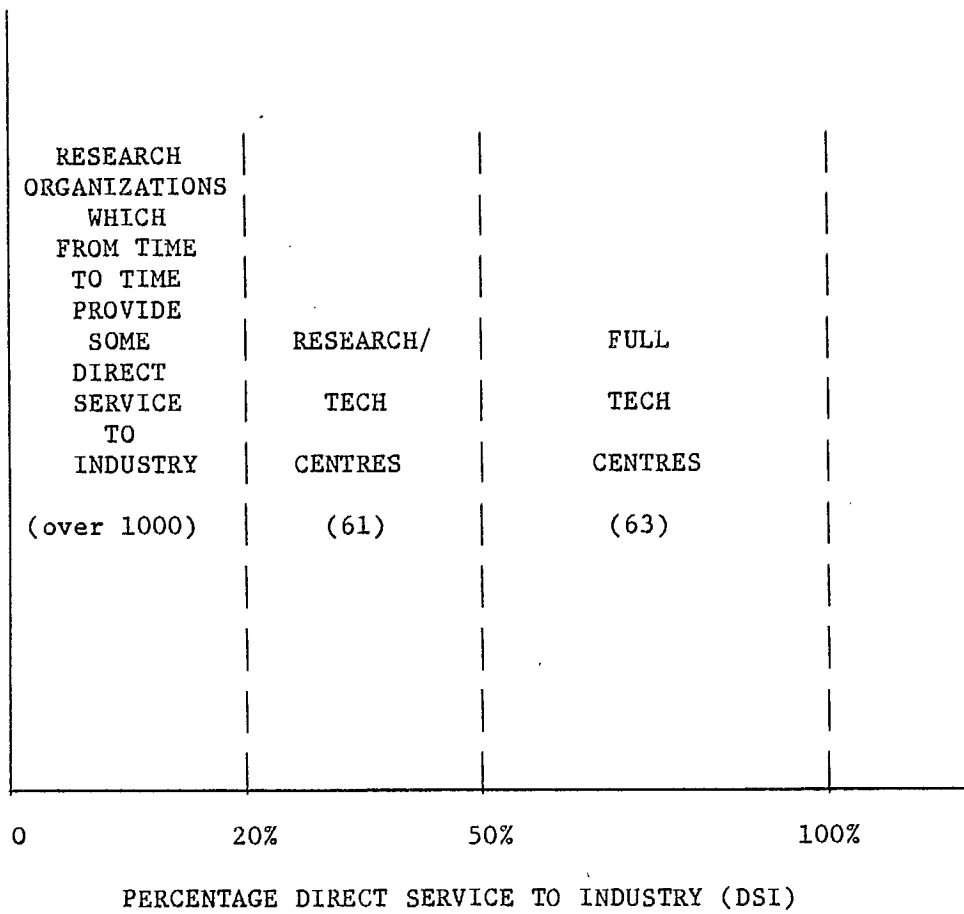 RESEARCH
ORGANIZATIONS
WHICH
FROM TIME
TO TIME
PROVIDE
SOME
DIRECT
SERVICE
TO
INDUSTRY
(over 1000)
RESEARCH/
TECH
CENTRES
(61)
FULL
TECH
CENTRES
(63)
0 20% 50% 100%
PERCENTAGE DIRECT SERVICE TO INDUSTRY (DSI)